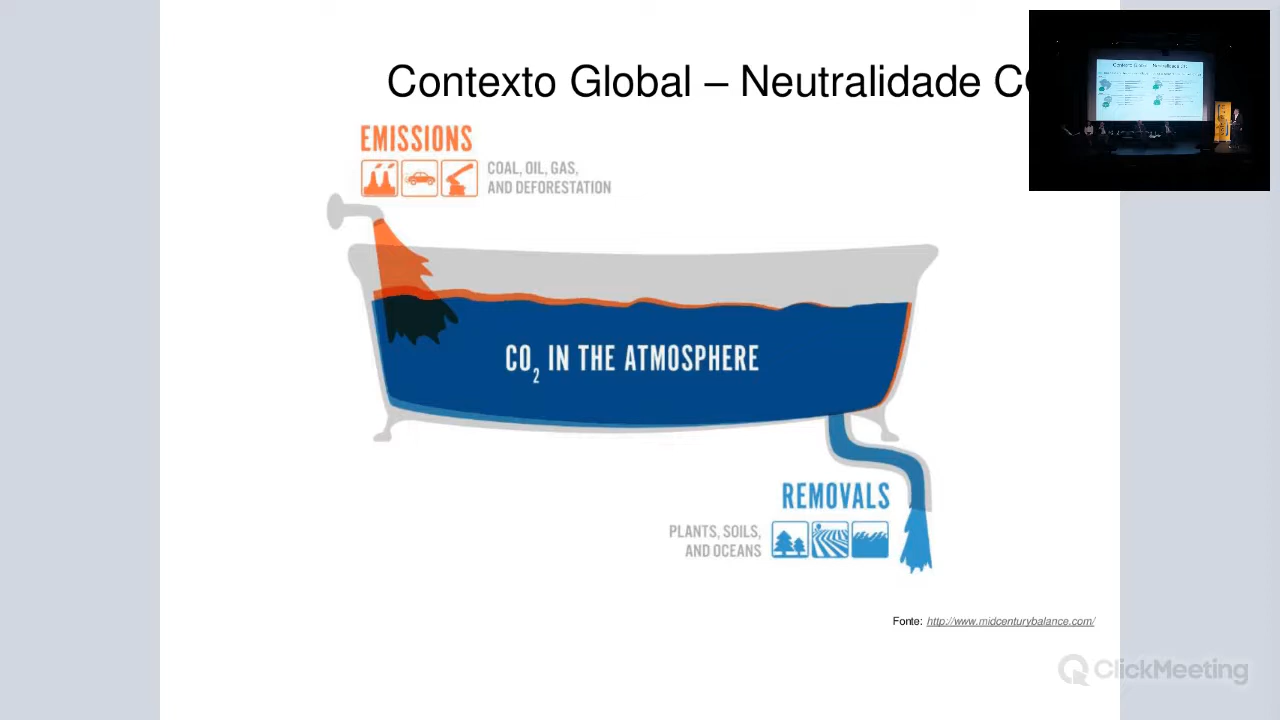 Contexto Global – Neutralidade
EMISSIONS
COAL, OIL, GAS,
AND DEFORESTATION
CO2 IN THE ATMOSPHERE
REMOVALS
PLANTS, SOILS,
AND OCEANS
Fonte: http://www.midcenturybalance.com/
ClickMeeting